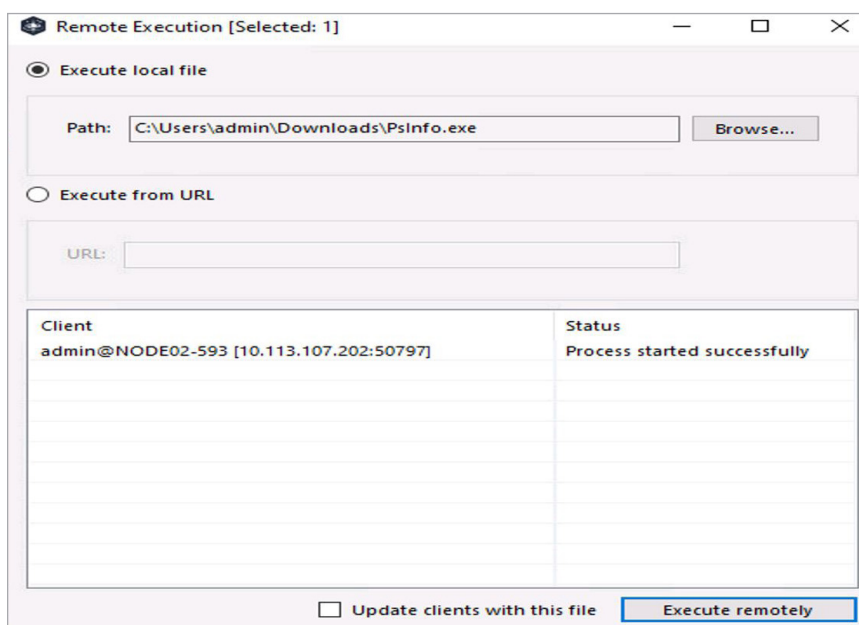 Remote Execution [Selected: 1]
Execute local file
Path: C:\Users\admin\Downloads\PsInfo.exe Browse...
Execute from URL
URL:
Client Status
admin@NODE02-593 [10.113.107.202:50797] Process started successfully
Update clients with this file Execute remotely